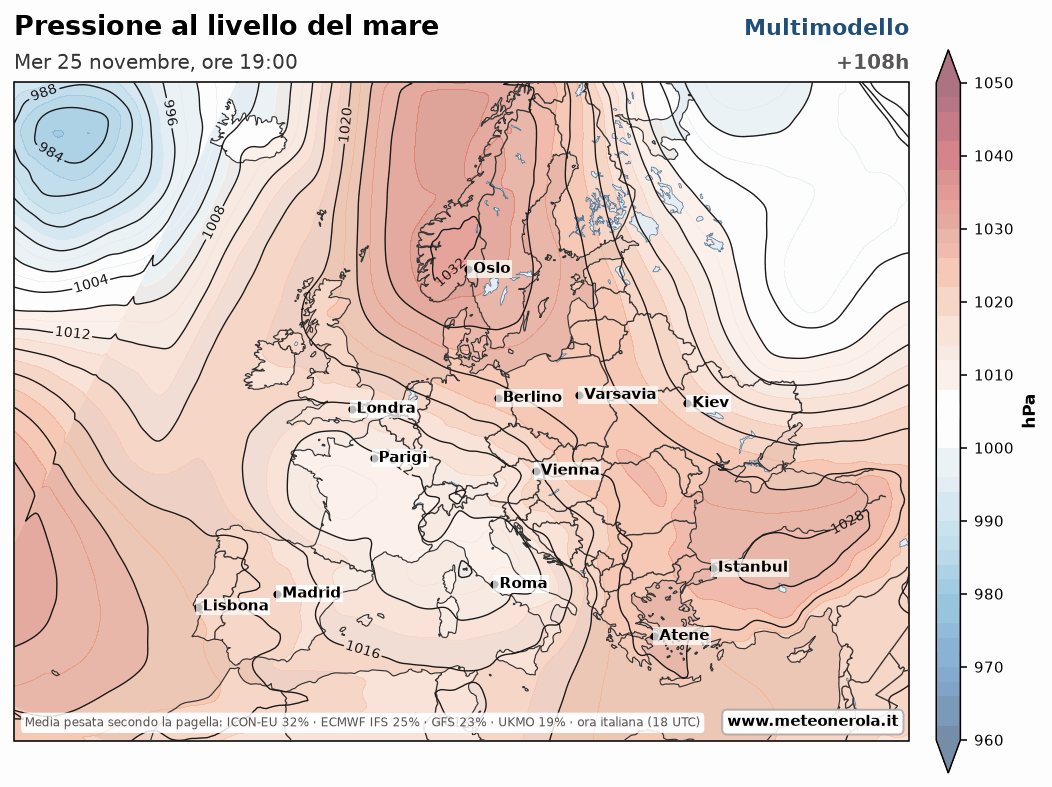 Pressione al livello del mare
Multimodello
Mer 25 novembre, ore 19:00
+108h
988
996
984
1020
1008
1004
1012
1032
Oslo
Londra
Berlino
Varsavia
Kiev
Parigi
Vienna
1028
Istanbul
Roma
Madrid
Lisbona
Atene
1016
Media pesata secondo la pagella: ICON-EU 32% · ECMWF IFS 25% · GFS 23% · UKMO 19% · ora italiana (18 UTC)
www.meteonerola.it
1050
1040
1030
1020
1010
1000
990
980
970
960
hPa